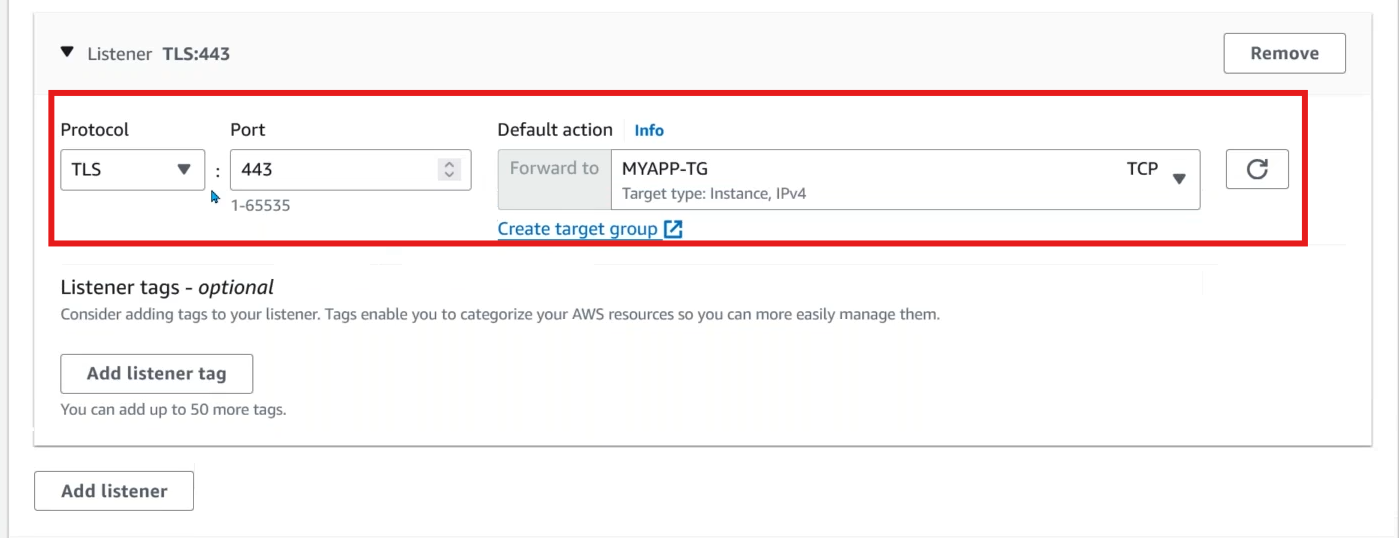 Listener TLS:443
Remove
Protocol
Port
Default action
Info
TLS
:
443
1-65535
Forward to
MYAPP-TG
TCP
Target type: Instance, IPv4
Create target group
Listener tags - optional
Consider adding tags to your listener. Tags enable you to categorize your AWS resources so you can more easily manage them.
Add listener tag
You can add up to 50 more tags.
Add listener